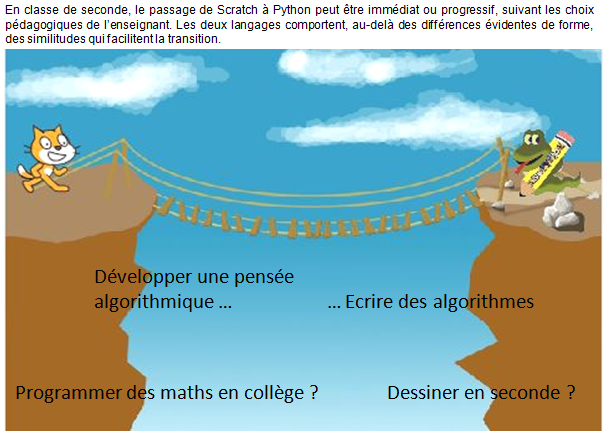 En classe de seconde, le passage de Scratch à Python peut être immédiat ou progressif, suivant les choix
pédagogiques de l'enseignant. Les deux langages comportent, au-delà des différences évidentes de forme,
des similitudes qui facilitent la transition.
Développer une pensée
algorithmique ...
... Ecrire des algorithmes
Programmer des maths en collège ?
Dessiner en seconde ?